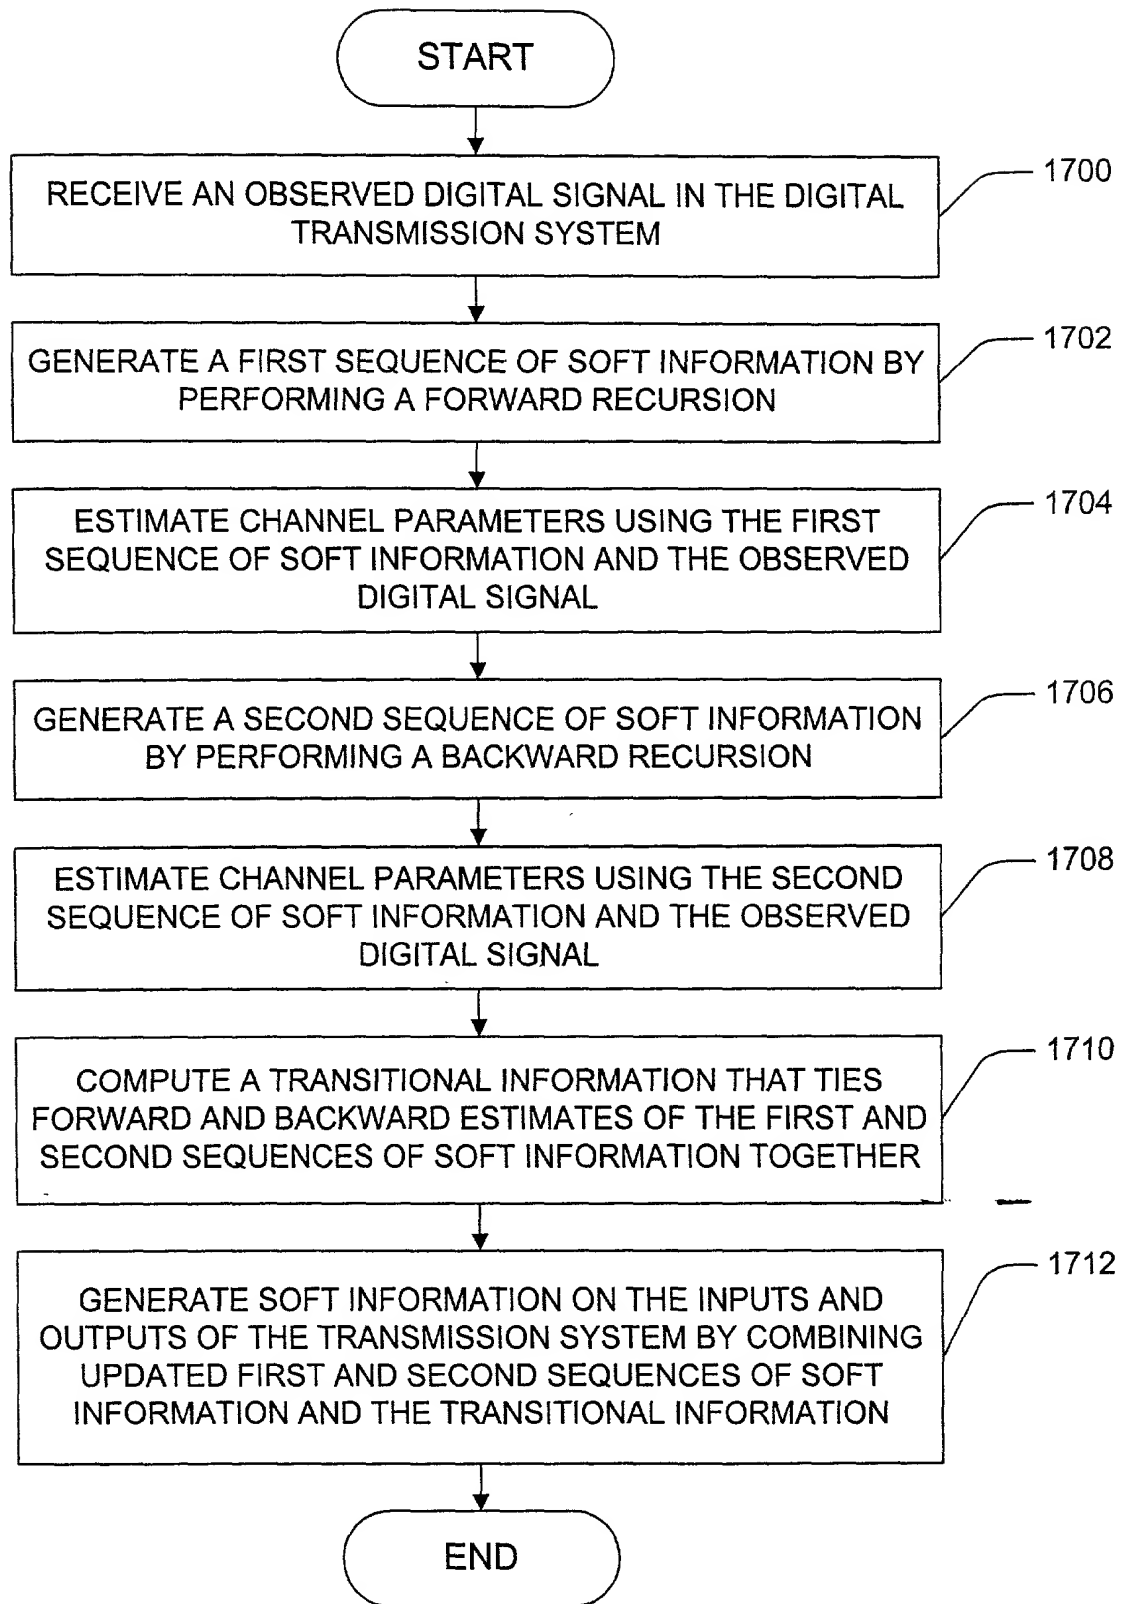 START
RECEIVE AN OBSERVED DIGITAL SIGNAL IN THE DIGITAL
TRANSMISSION SYSTEM
1700
GENERATE A FIRST SEQUENCE OF SOFT INFORMATION BY
PERFORMING A FORWARD RECURSION
1702
ESTIMATE CHANNEL PARAMETERS USING THE FIRST
SEQUENCE OF SOFT INFORMATION AND THE OBSERVED
DIGITAL SIGNAL
1704
GENERATE A SECOND SEQUENCE OF SOFT INFORMATION
BY PERFORMING A BACKWARD RECURSION
1706
ESTIMATE CHANNEL PARAMETERS USING THE SECOND
SEQUENCE OF SOFT INFORMATION AND THE OBSERVED
DIGITAL SIGNAL
1708
COMPUTE A TRANSITIONAL INFORMATION THAT TIES
FORWARD AND BACKWARD ESTIMATES OF THE FIRST AND
SECOND SEQUENCES OF SOFT INFORMATION TOGETHER
1710
GENERATE SOFT INFORMATION ON THE INPUTS AND
OUTPUTS OF THE TRANSMISSION SYSTEM BY COMBINING
UPDATED FIRST AND SECOND SEQUENCES OF SOFT
INFORMATION AND THE TRANSITIONAL INFORMATION
1712
END